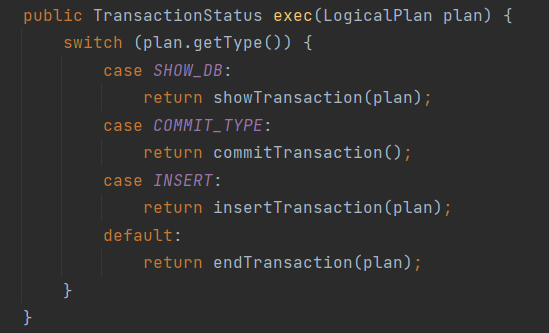 public TransactionStatus exec(LogicalPlan plan) {
switch (plan.getType()) {
case SHOW_DB:
return showTransaction(plan);
case COMMIT_TYPE:
return commitTransaction();
case INSERT:
return insertTransaction(plan);
default:
return endTransaction(plan);
}
}